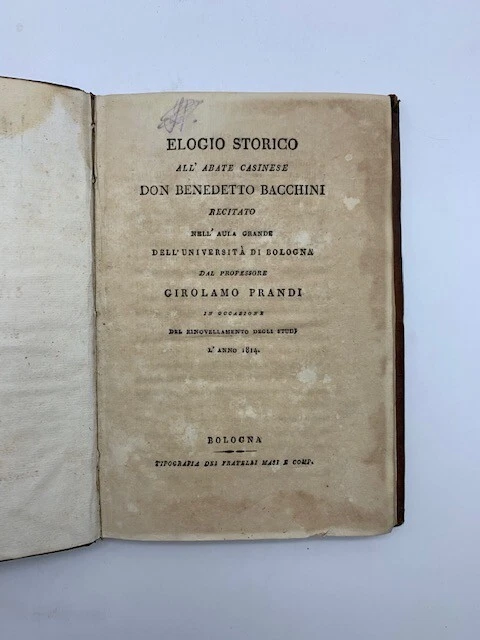 ELOGIO STORICO
ALL' ABATE CASINESE
DON BENEDETTO BACCHINI
RECITATO
NELL' AULA GRANDE
DELL'UNIVERSITÀ DI BOLOGNA
DAL PROFESSORE
GIROLAMO PRANDI
IN OCCASIONE
DEL RINOVELLAMENTO DEGLI STUDJ
L' ANNO 1814.
BOLOGNA
TIPOGRAFIA DEI FRATELLI MASI E COMP.